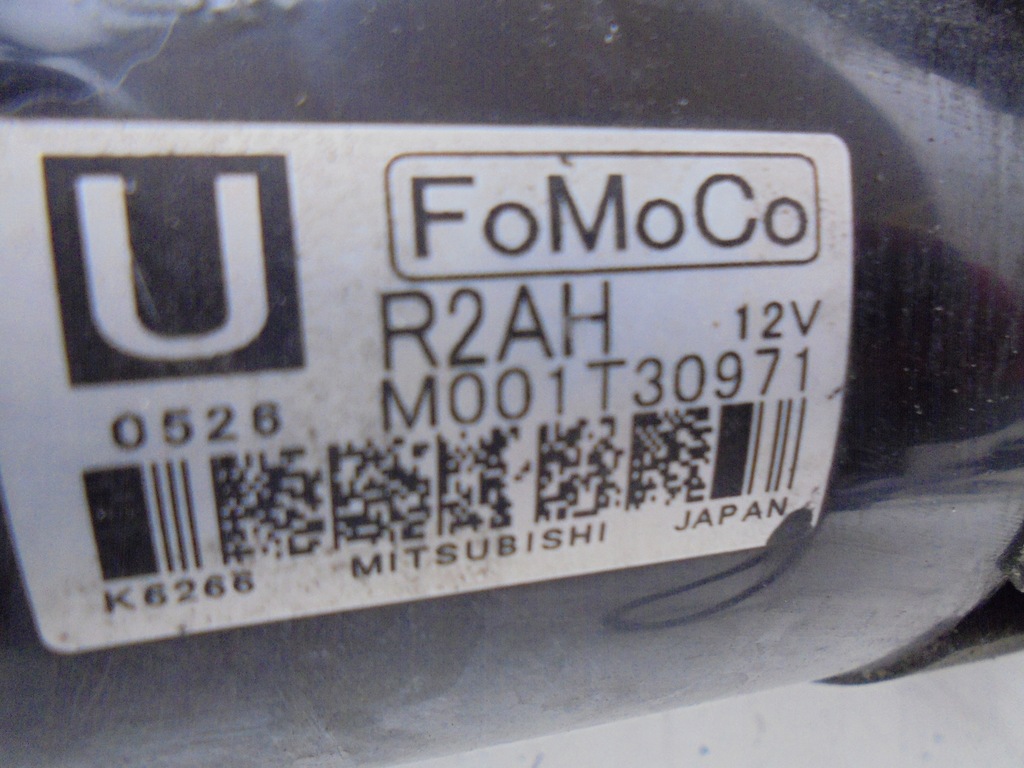 U
FoMoCo
R2AH
12V
M001T30971
0526
K6266
MITSUBISHI
JAPAN